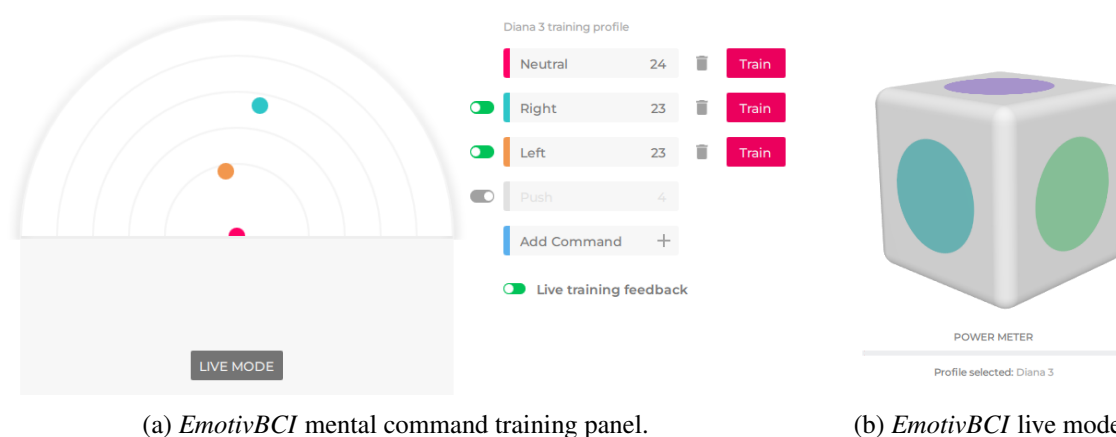 Diana 3 training profile
Neutral 24 Train
Right 23 Train
Left 23 Train
Push 4
Add Command +
Live training feedback
LIVE MODE
POWER METER
Profile selected: Diana 3
(a) EmotivBCI mental command training panel.
(b) EmotivBCI live mode